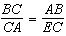 BC/CA = AB/EC